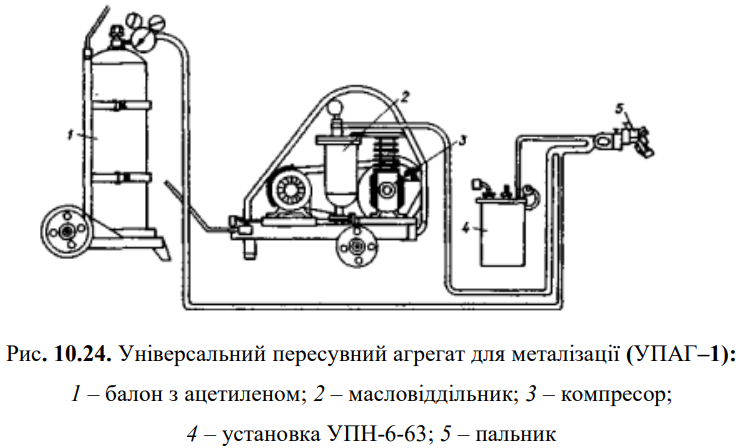 1
2
3
4
5
Рис. 10.24. Універсальний пересувний агрегат для металізації (УПАГ–1):
1 – балон з ацетиленом; 2 – масловіддільник; 3 – компресор;
4 – установка УПН-6-63; 5 – пальник